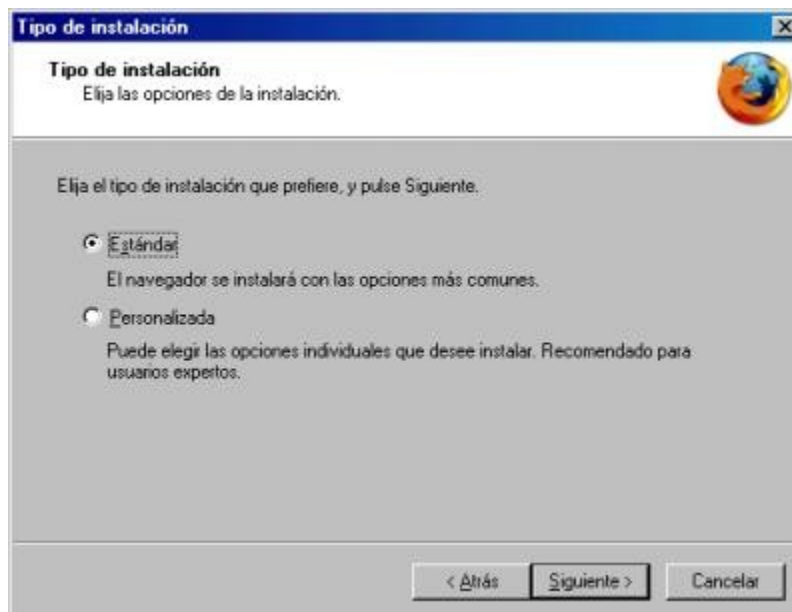 Tipo de instalación
Tipo de instalación
Elija las opciones de la instalación.
Elija el tipo de instalación que prefiere, y pulse Siguiente.
Estándar
El navegador se instalará con las opciones más comunes.
Personalizada
Puede elegir las opciones individuales que desee instalar. Recomendado para
usuarios expertos.
< Atrás
Siguiente >
Cancelar